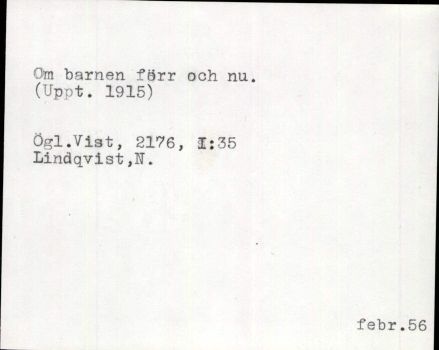 Om barnen förr och nu.
(Uppt. 1915)
Ögl.Vist, 2176, I:35
Lindqvist,N.
febr.56